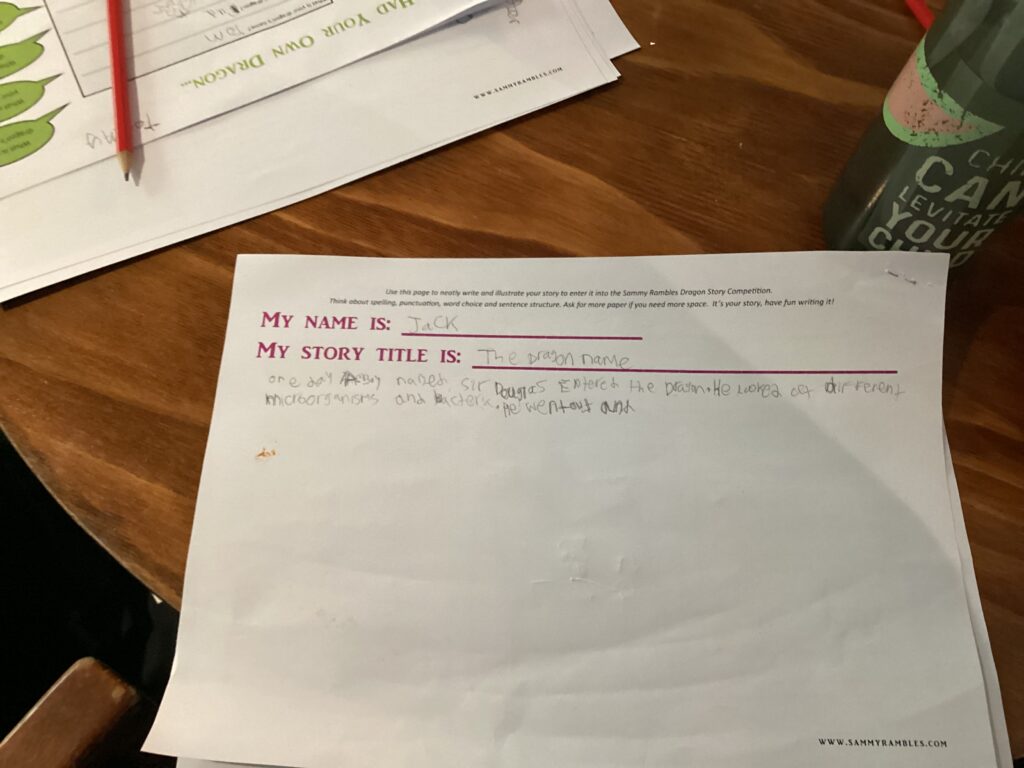 HAD YOUR OWN DRAGON...
WWW.SAMMYRAMBLES.COM
CAN
LEVITATE
YOUR
Use this page to neatly write and illustrate your story to enter it into the Sammy Rambles Dragon Story Competition.
Think about spelling, punctuation, word choice and sentence structure. Ask for more paper if you need more space. It's your story, have fun writing it!
MY NAME IS: JaCK
MY STORY TITLE IS: The Dragon name
one day A Boy named Sir Douglas Entered the Dragon. He looked at different
microorganisms and bacteria. he went out and
WWW.SAMMYRAMBLES.COM